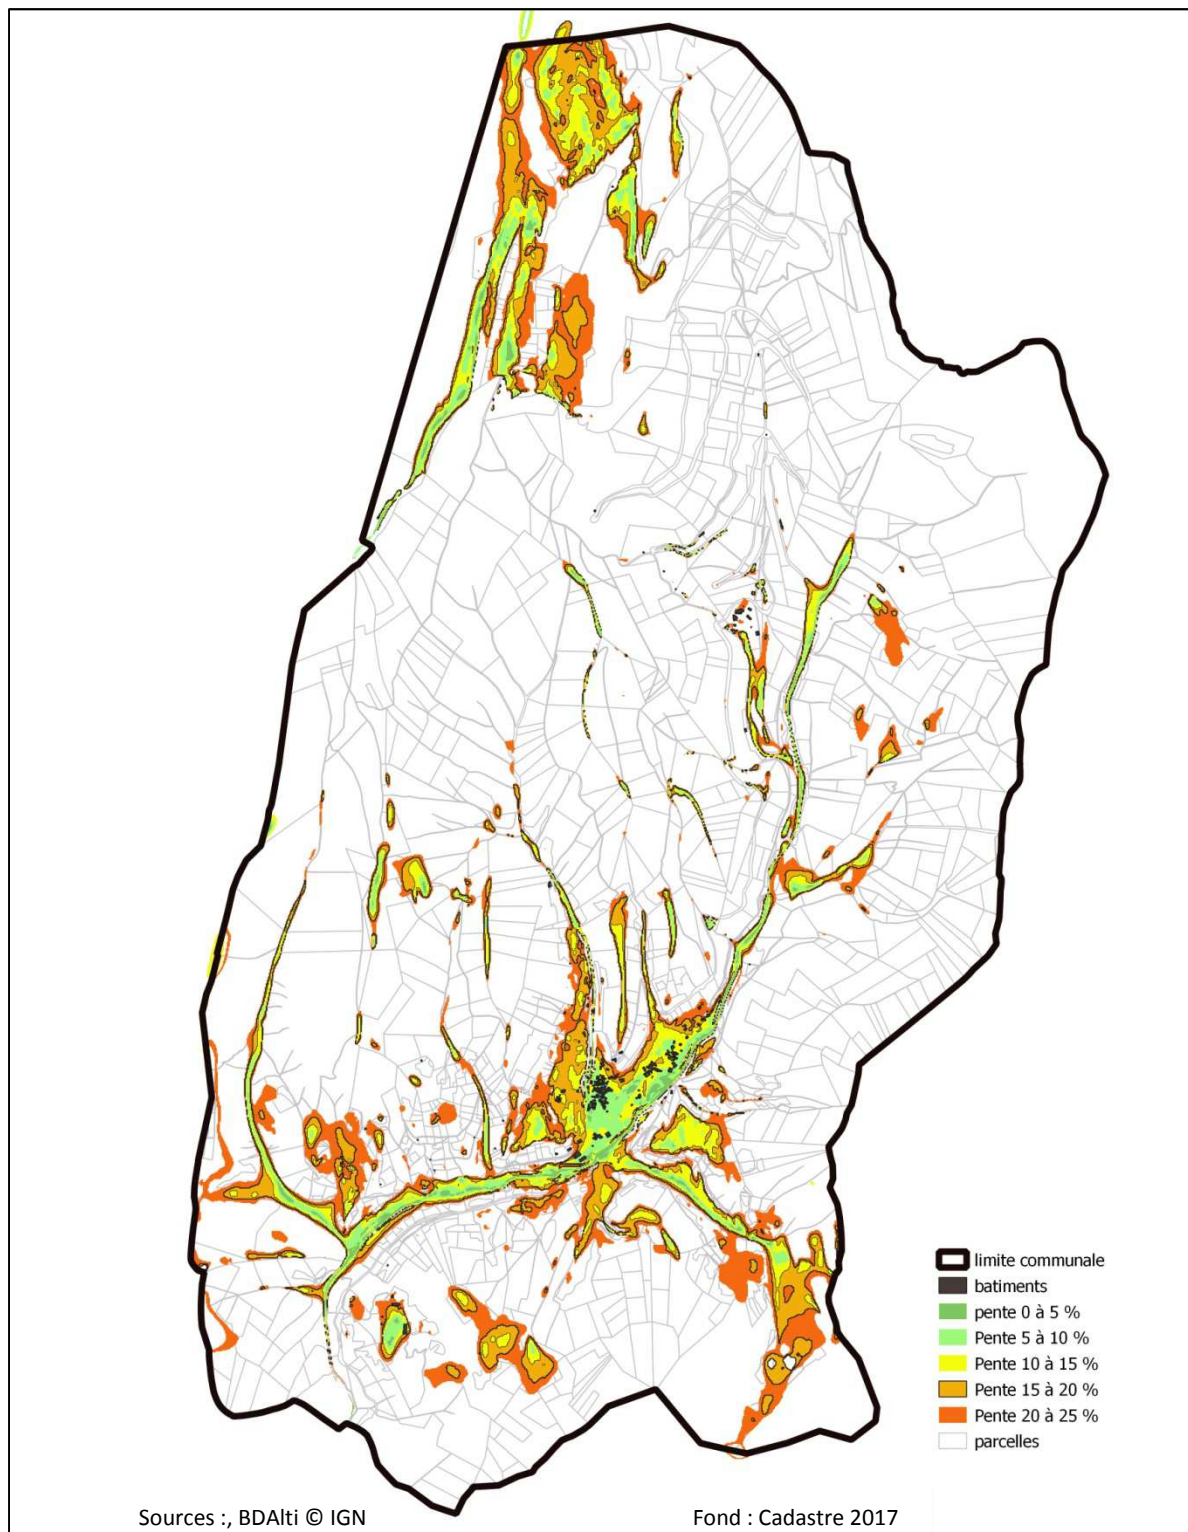 limite communale
batiments
pente 0 à 5 %
Pente 5 à 10 %
Pente 10 à 15 %
Pente 15 à 20 %
Pente 20 à 25 %
parcelles
Sources :, BDAlti © IGN Fond : Cadastre 2017